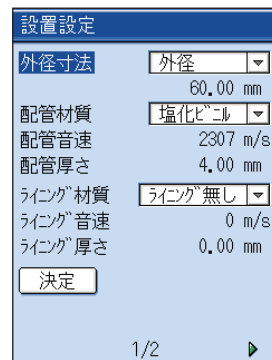 設置設定
外径寸法 外径
60.00 mm
配管材質 塩化ﾋﾞﾆﾙ
配管音速 2307 m/s
配管厚さ 4.00 mm
ﾗｲﾆﾝｸﾞ材質 ﾗｲﾆﾝｸﾞ無し
ﾗｲﾆﾝｸﾞ音速 0 m/s
ﾗｲﾆﾝｸﾞ厚さ 0.00 mm
決定
1/2